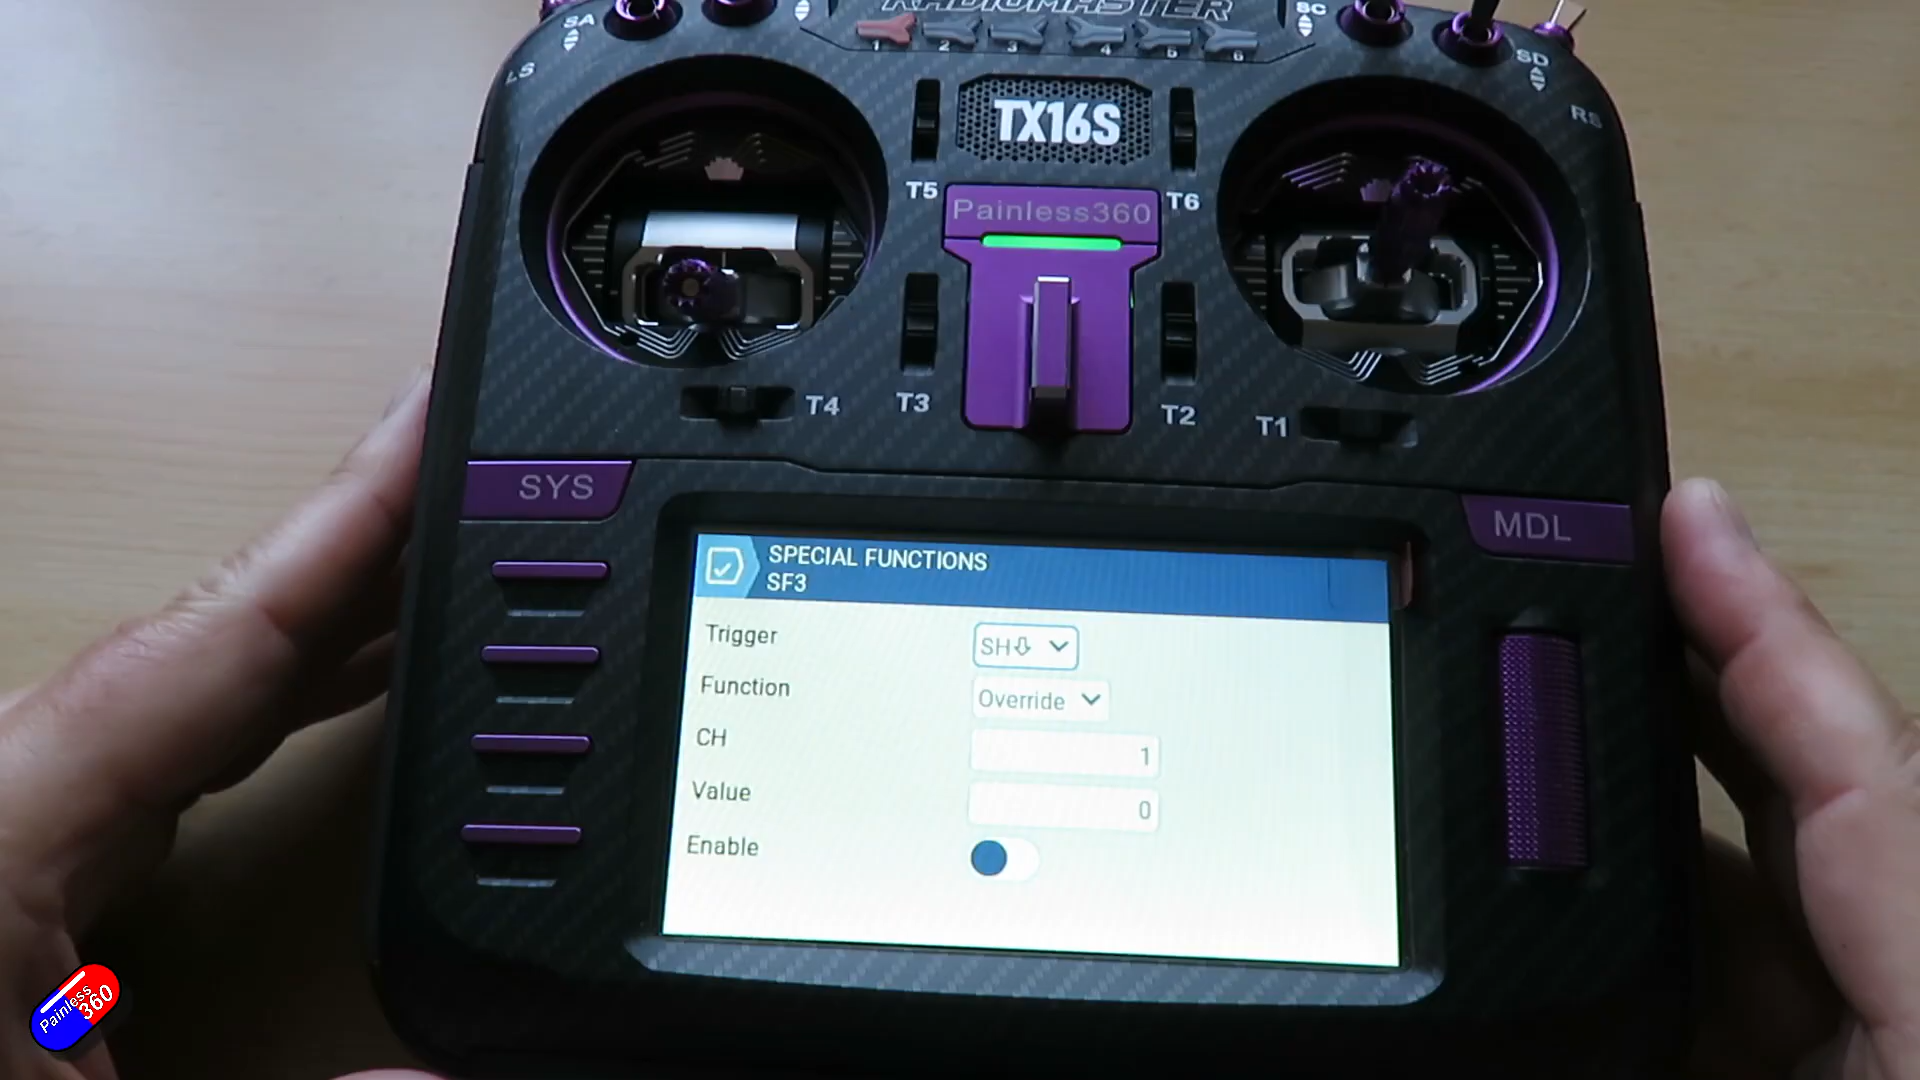 RADIOMASTER
SA
SC
1 2 3 4 5 6
LS
SD
RS
TX16S
T5
T6
Painless360
T4
T3
T2
T1
SYS
MDL
SPECIAL FUNCTIONS
SF3
Trigger
SH⇩
Function
Override
CH
1
Value
0
Enable
Painless
360